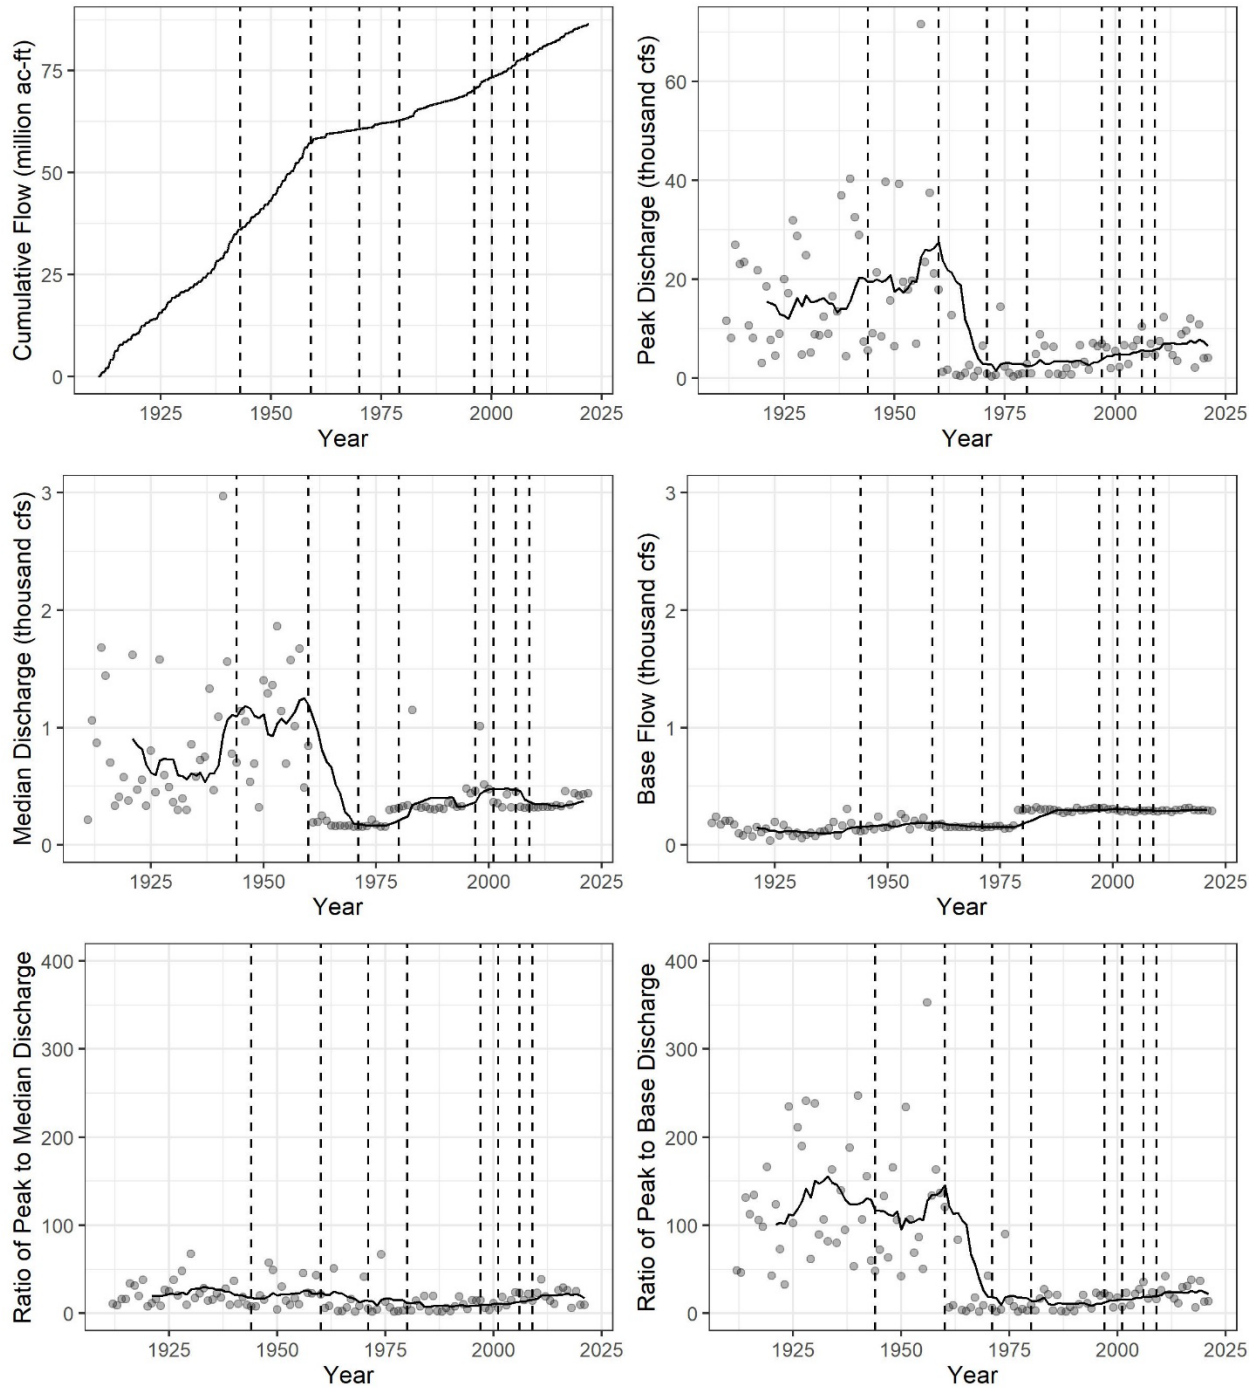 Cumulative Flow (million ac-ft)
75
50
25
0
1925 1950 1975 2000 2025
Year
Peak Discharge (thousand cfs)
60
40
20
0
1925 1950 1975 2000 2025
Year
Median Discharge (thousand cfs)
3
2
1
0
1925 1950 1975 2000 2025
Year
Base Flow (thousand cfs)
3
2
1
0
1925 1950 1975 2000 2025
Year
Ratio of Peak to Median Discharge
400
300
200
100
0
1925 1950 1975 2000 2025
Year
Ratio of Peak to Base Discharge
400
300
200
100
0
1925 1950 1975 2000 2025
Year